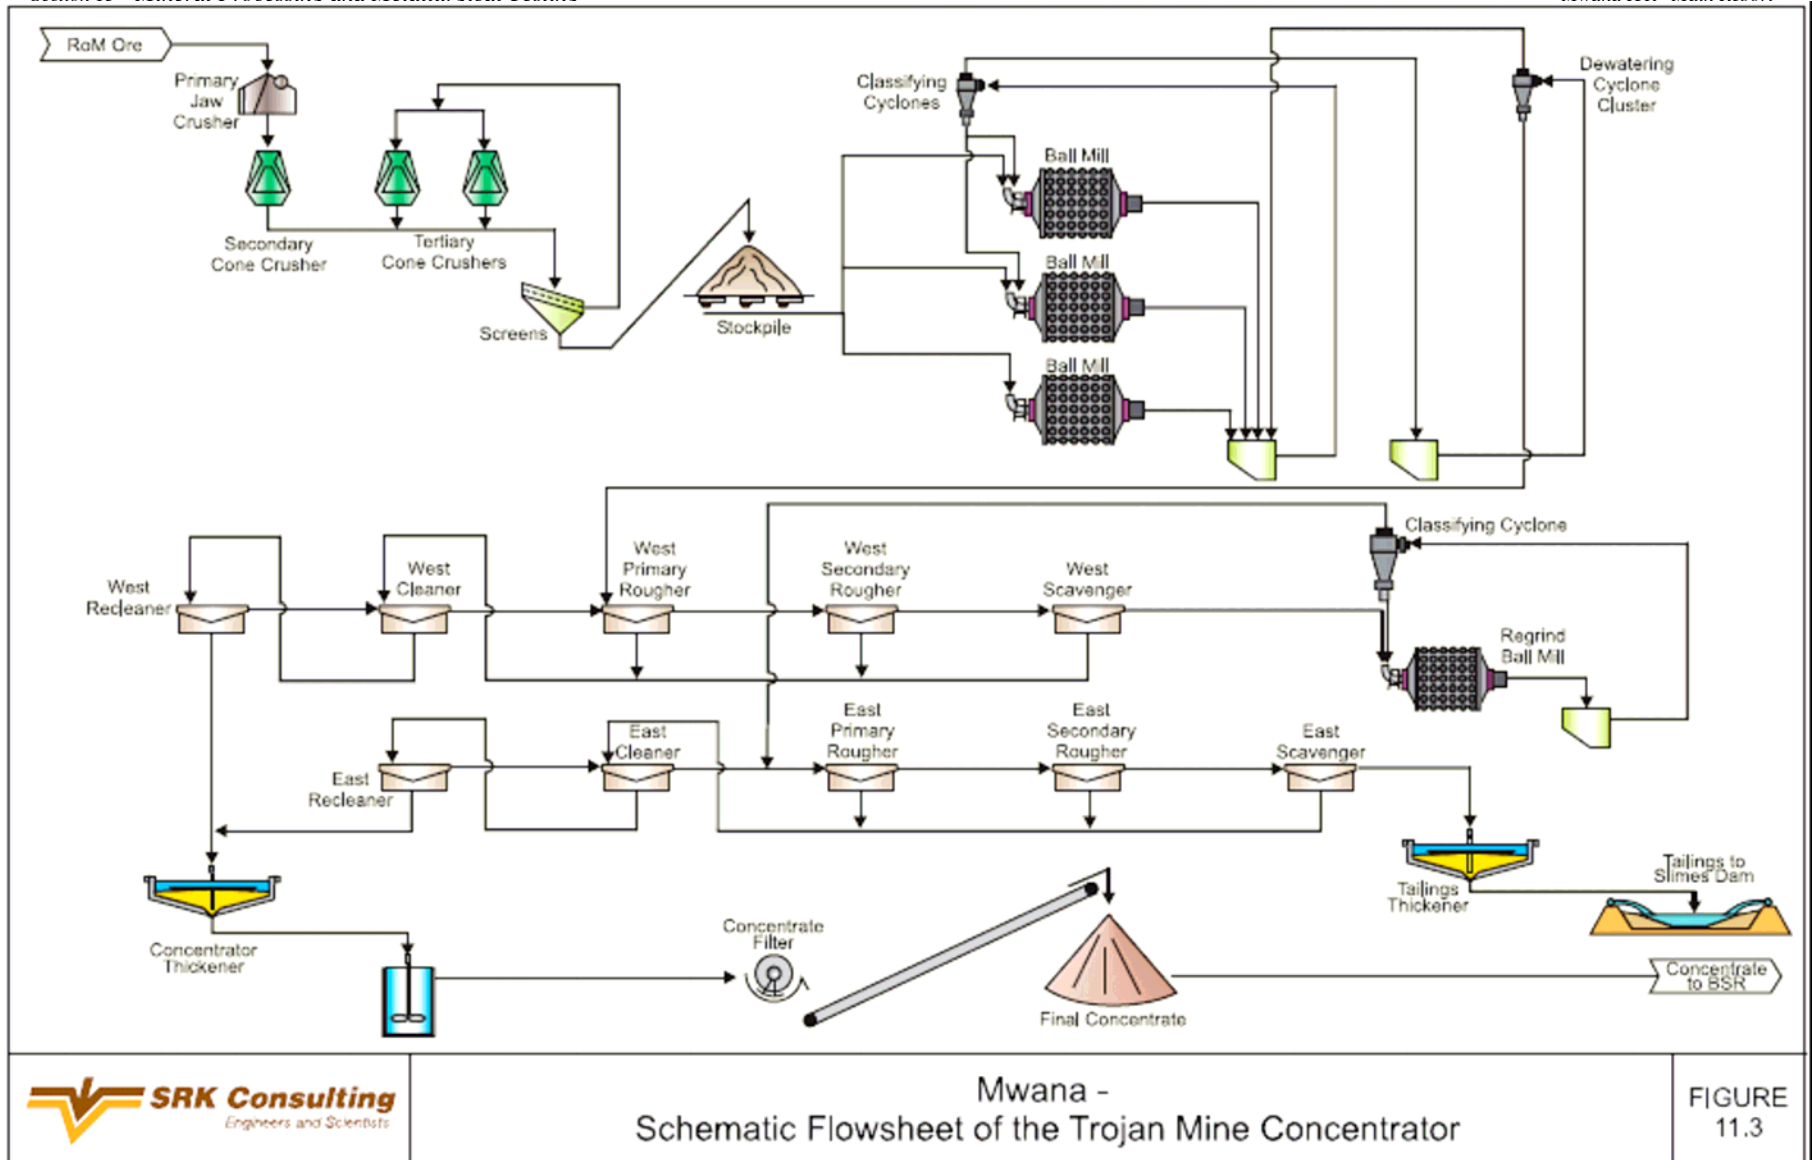 RoM Ore
Primary
Jaw
Crusher
Secondary
Cone Crusher
Tertiary
Cone Crushers
Screens
Stockpile
Classifying
Cyclones
Ball Mill
Ball Mill
Ball Mill
Dewatering
Cyclone
Cluster
Classifying Cyclone
West
Recleaner
West
Cleaner
West
Primary
Rougher
West
Secondary
Rougher
West
Scavenger
Regrind
Ball Mill
East
Recleaner
East
Cleaner
East
Primary
Rougher
East
Secondary
Rougher
East
Scavenger
Concentrator
Thickener
Concentrate
Filter
Final Concentrate
Tailings
Thickener
Tailings to
Slimes Dam
Concentrate
to BSR
SRK Consulting
Engineers and Scientists
Mwana -
Schematic Flowsheet of the Trojan Mine Concentrator
FIGURE
11.3